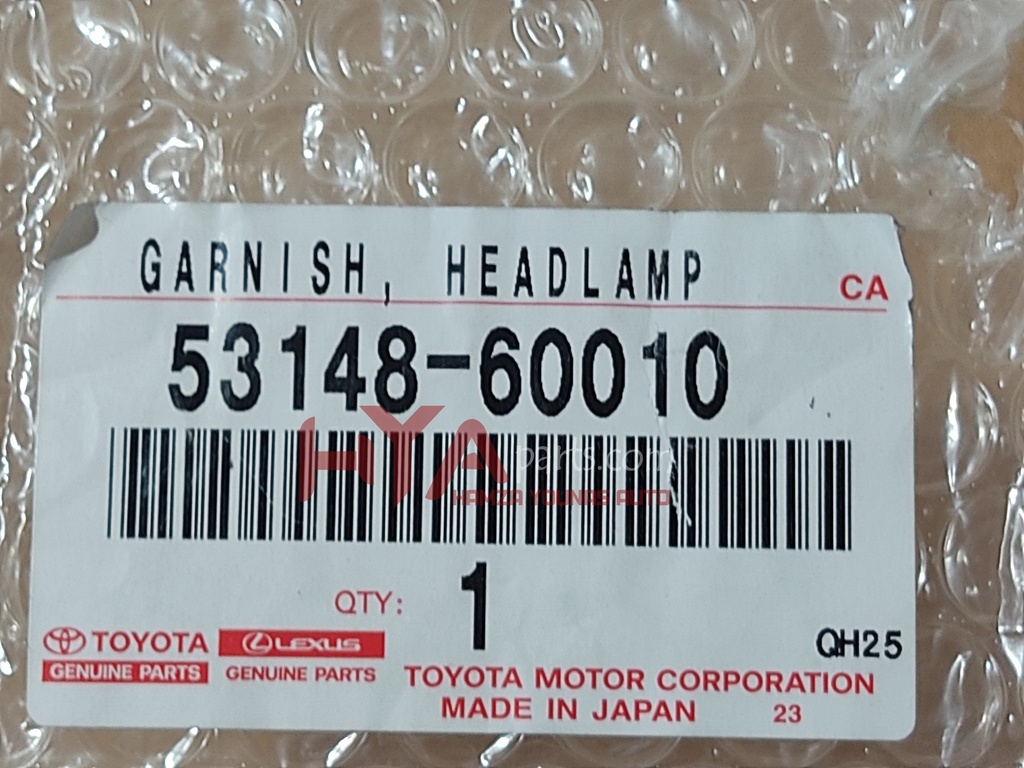 GARNISH, HEADLAMP
CA
53148-60010
HYA parts.com
HAMZA YOUNAS AUTO
QTY: 1
TOYOTA LEXUS
QH25
GENUINE PARTS GENUINE PARTS
TOYOTA MOTOR CORPORATION
MADE IN JAPAN 23